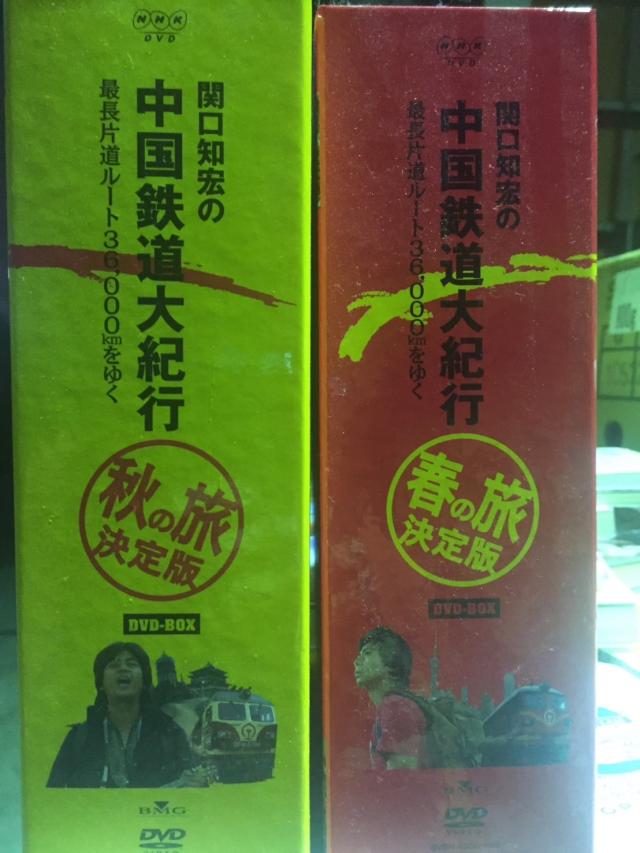 NHK
DVD
関口知宏の
中国鉄道大紀行
最長片道ルート36,000kmをゆく
秋の旅
決定版
DVD-BOX
BMG
DVD
VIDEO
NHK
DVD
関口知宏の
中国鉄道大紀行
最長片道ルート36,000kmをゆく
春の旅
決定版
DVD-BOX
BMG
DVD
VIDEO